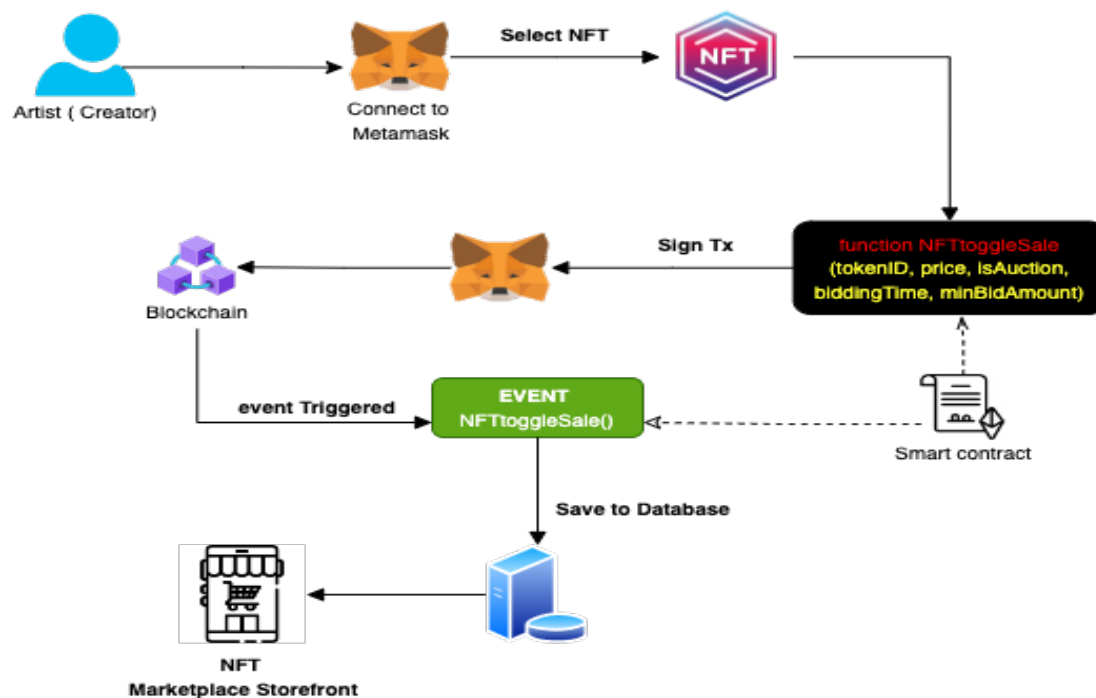 Select NFT
NFT
Artist ( Creator)
Connect to
Metamask
function NFTtoggleSale
(tokenID, price, isAuction,
biddingTime, minBidAmount)
Sign Tx
Blockchain
event Triggered
EVENT
NFTtoggleSale()
Smart contract
Save to Database
NFT
Marketplace Storefront